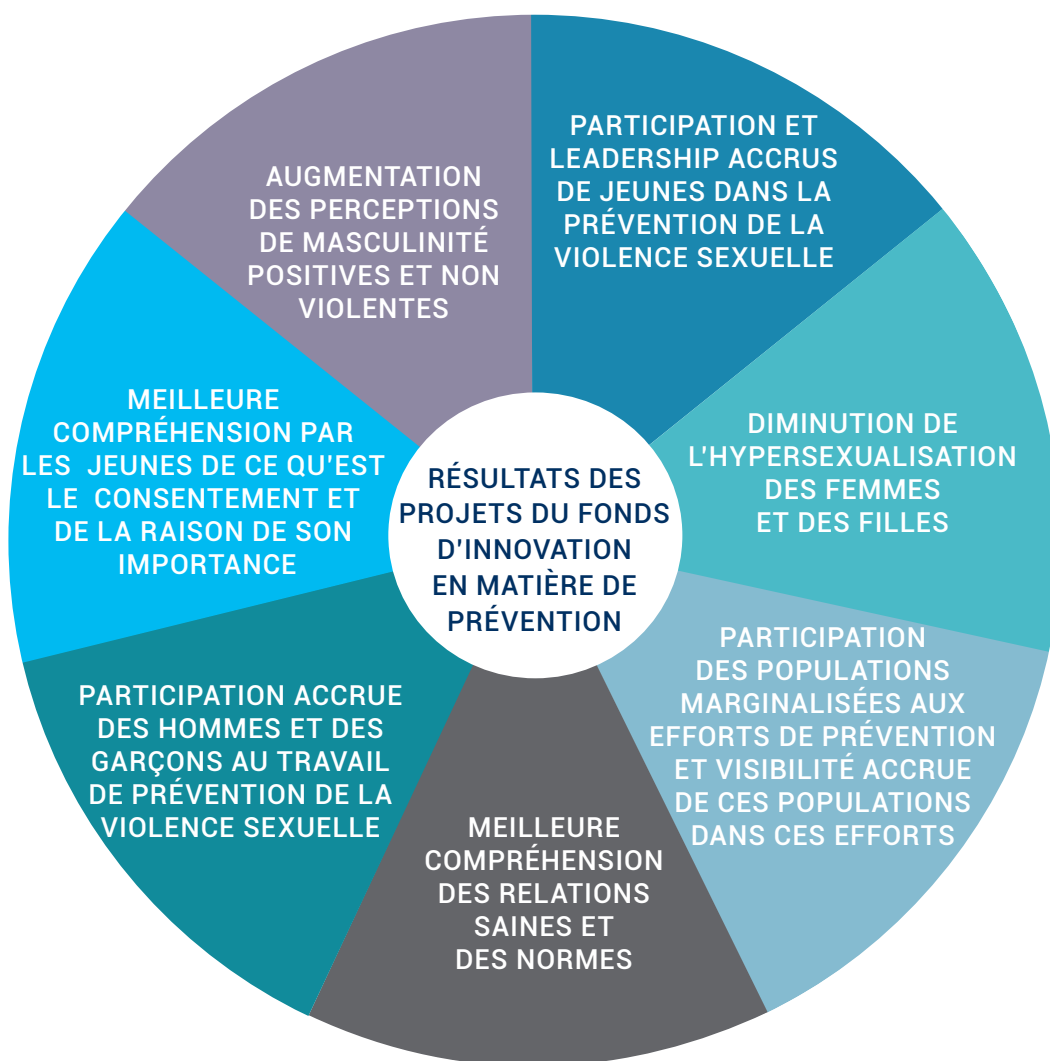 RÉSULTATS DES
PROJETS DU FONDS
D'INNOVATION
EN MATIÈRE DE
PRÉVENTION
PARTICIPATION ET
LEADERSHIP ACCRUS
DE JEUNES DANS LA
PRÉVENTION DE LA
VIOLENCE SEXUELLE
DIMINUTION DE
L'HYPERSEXUALISATION
DES FEMMES
ET DES FILLES
PARTICIPATION
DES POPULATIONS
MARGINALISÉES AUX
EFFORTS DE PRÉVENTION
ET VISIBILITÉ ACCRUE
DE CES POPULATIONS
DANS CES EFFORTS
MEILLEURE
COMPRÉHENSION
DES RELATIONS
SAINES ET
DES NORMES
PARTICIPATION ACCRUE
DES HOMMES ET DES
GARÇONS AU TRAVAIL
DE PRÉVENTION DE LA
VIOLENCE SEXUELLE
MEILLEURE
COMPRÉHENSION PAR
LES JEUNES DE CE QU'EST
LE CONSENTEMENT ET
DE LA RAISON DE SON
IMPORTANCE
AUGMENTATION
DES PERCEPTIONS
DE MASCULINITÉ
POSITIVES ET NON
VIOLENTES